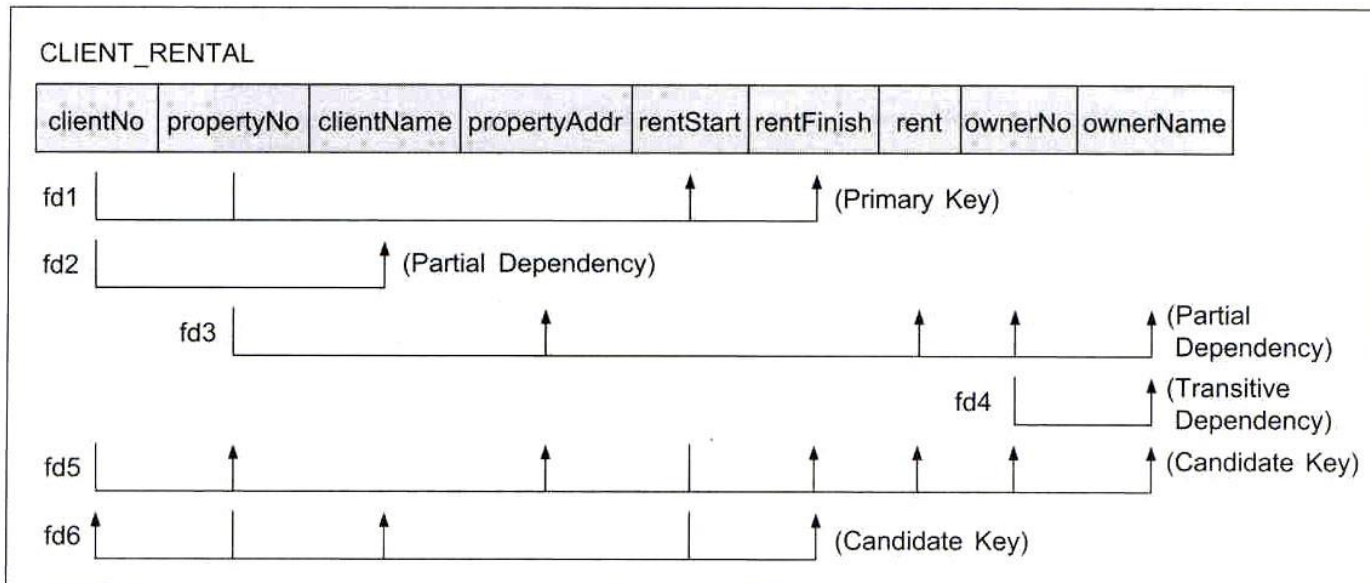 CLIENT_RENTAL
clientNo propertyNo clientName propertyAddr rentStart rentFinish rent ownerNo ownerName
fd1 (Primary Key)
fd2 (Partial Dependency)
fd3 (Partial
Dependency)
fd4 (Transitive
Dependency)
fd5 (Candidate Key)
fd6 (Candidate Key)